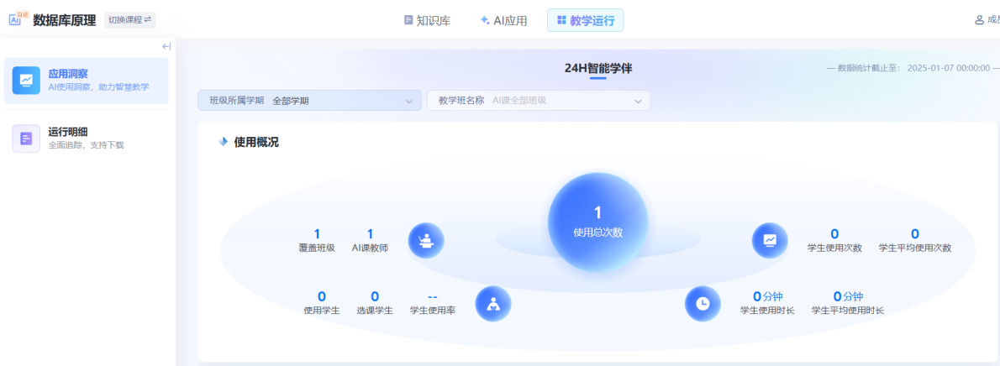 AI 自建 数据库原理 切换课程 知识库 AI应用 教学运行
应用洞察
AI使用洞察，助力智慧教学
运行明细
全面追踪，支持下载
24H智能学伴
— 数据统计截止至： 2025-01-07 00:00:00 —
班级所属学期 全部学期 教学班名称 AI课全部班级
使用概况
1
使用总次数
1 1
覆盖班级 AI课教师
0 0
学生使用次数 学生平均使用次数
0 0 --
使用学生 选课学生 学生使用率
0分钟 0分钟
学生使用时长 学生平均使用时长